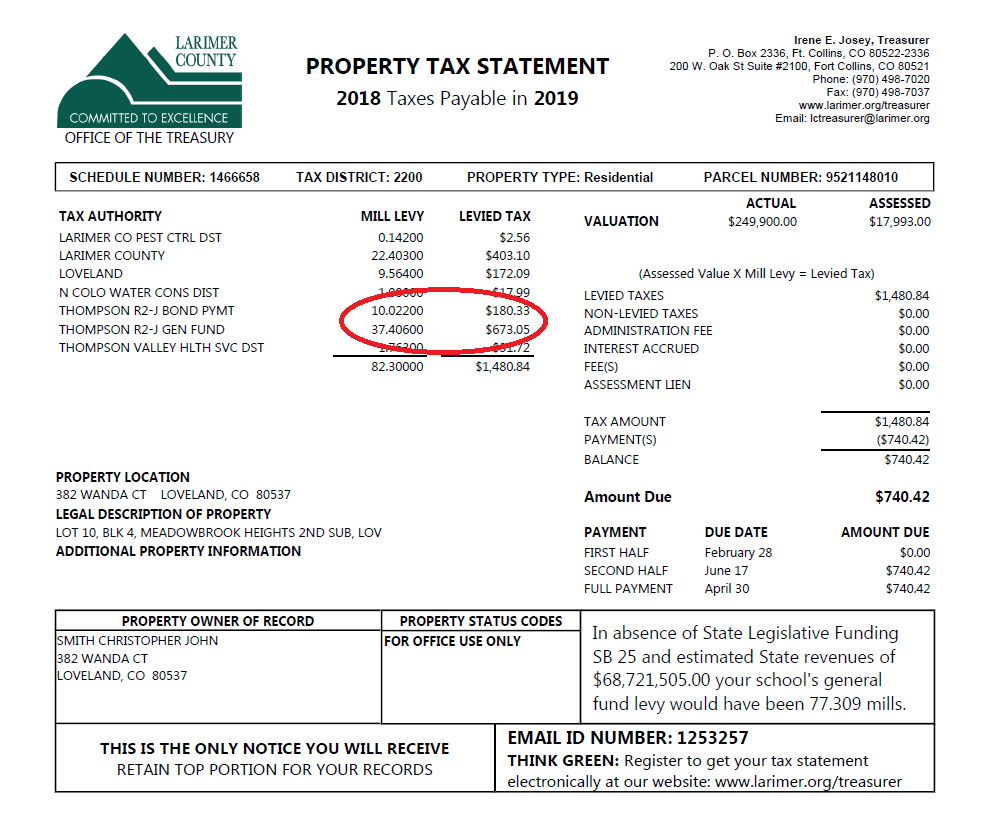 LARIMER
COUNTY
COMMITTED TO EXCELLENCE
OFFICE OF THE TREASURY
PROPERTY TAX STATEMENT
2018 Taxes Payable in 2019
Irene E. Josey, Treasurer
P. O. Box 2336, Ft. Collins, CO 80522-2336
200 W. Oak St Suite #2100, Fort Collins, CO 80521
Phone: (970) 498-7020
Fax: (970) 498-7037
www.larimer.org/treasurer
Email: lctreasurer@larimer.org
SCHEDULE NUMBER: 1466658 TAX DISTRICT: 2200 PROPERTY TYPE: Residential PARCEL NUMBER: 9521148010
TAX AUTHORITY MILL LEVY LEVIED TAX
LARIMER CO PEST CTRL DST 0.14200 $2.56
LARIMER COUNTY 22.40300 $403.10
LOVELAND 9.56400 $172.09
N COLO WATER CONS DIST 1.00000 $17.99
THOMPSON R2-J BOND PYMT 10.02200 $180.33
THOMPSON R2-J GEN FUND 37.40600 $673.05
THOMPSON VALLEY HLTH SVC DST 1.76300 $31.72
82.30000 $1,480.84
ACTUAL ASSESSED
VALUATION $249,900.00 $17,993.00
(Assessed Value X Mill Levy = Levied Tax)
LEVIED TAXES $1,480.84
NON-LEVIED TAXES $0.00
ADMINISTRATION FEE $0.00
INTEREST ACCRUED $0.00
FEE(S) $0.00
ASSESSMENT LIEN $0.00
TAX AMOUNT $1,480.84
PAYMENT(S) ($740.42)
BALANCE $740.42
Amount Due $740.42
PAYMENT DUE DATE AMOUNT DUE
FIRST HALF February 28 $0.00
SECOND HALF June 17 $740.42
FULL PAYMENT April 30 $740.42
PROPERTY LOCATION
382 WANDA CT LOVELAND, CO 80537
LEGAL DESCRIPTION OF PROPERTY
LOT 10, BLK 4, MEADOWBROOK HEIGHTS 2ND SUB, LOV
ADDITIONAL PROPERTY INFORMATION
PROPERTY OWNER OF RECORD
SMITH CHRISTOPHER JOHN
382 WANDA CT
LOVELAND, CO 80537
PROPERTY STATUS CODES
FOR OFFICE USE ONLY
In absence of State Legislative Funding
SB 25 and estimated State revenues of
$68,721,505.00 your school's general
fund levy would have been 77.309 mills.
THIS IS THE ONLY NOTICE YOU WILL RECEIVE
RETAIN TOP PORTION FOR YOUR RECORDS
EMAIL ID NUMBER: 1253257
THINK GREEN: Register to get your tax statement
electronically at our website: www.larimer.org/treasurer